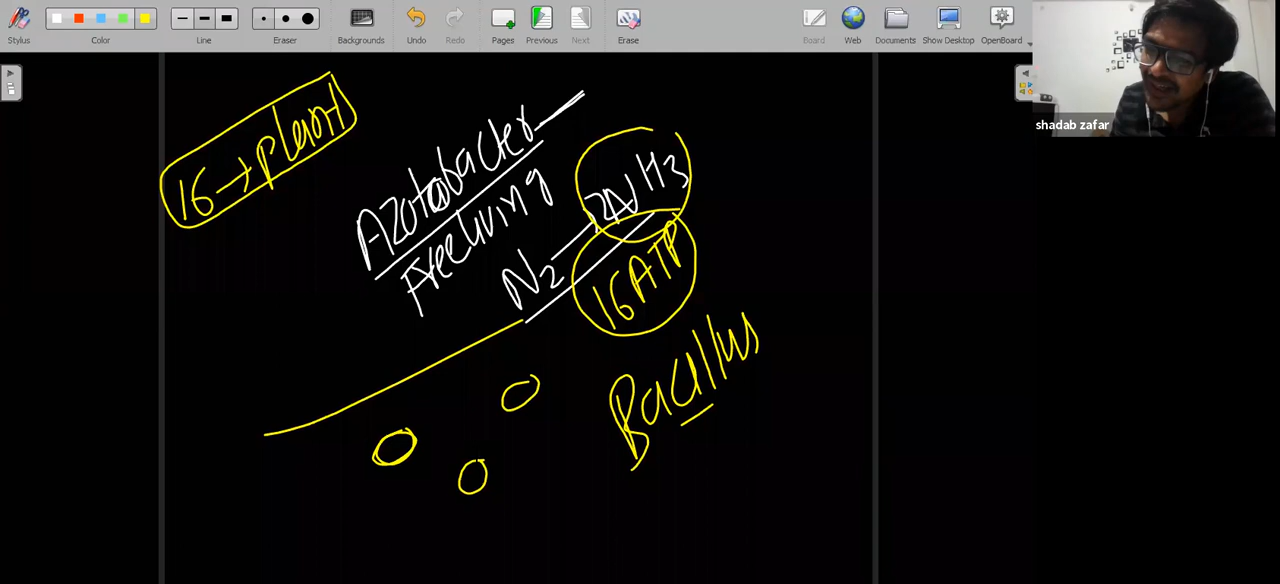 Stylus
Color
Line
Eraser
Backgrounds
Undo
Redo
Pages
Previous
Next
Erase
Board
Web
Documents
Show Desktop
OpenBoard
shadab zafar
16 → plant
Azotobacter
Freeliving
N2 2NH3
16ATP
Bacillus